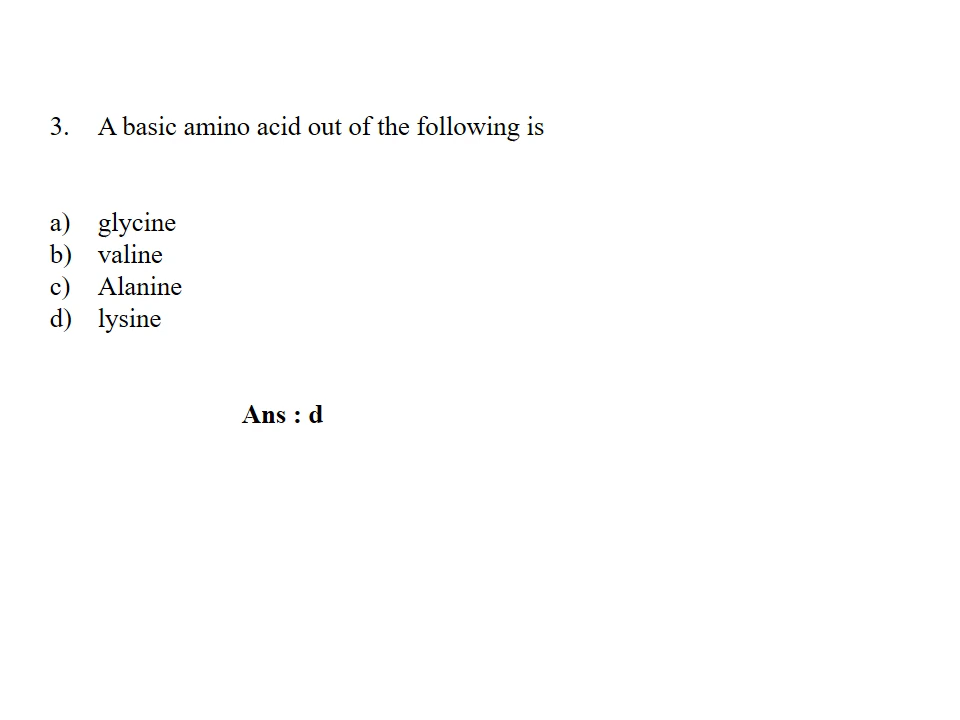 3. A basic amino acid out of the following is
a) glycine
b) valine
c) Alanine
d) lysine
Ans : d